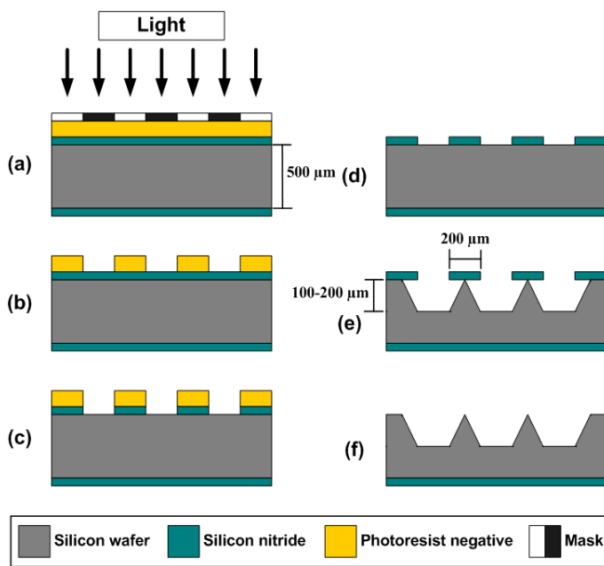 Light
(a)
500 µm
(d)
200 µm
(b)
100-200 µm
(e)
(c)
(f)
Silicon wafer
Silicon nitride
Photoresist negative
Mask